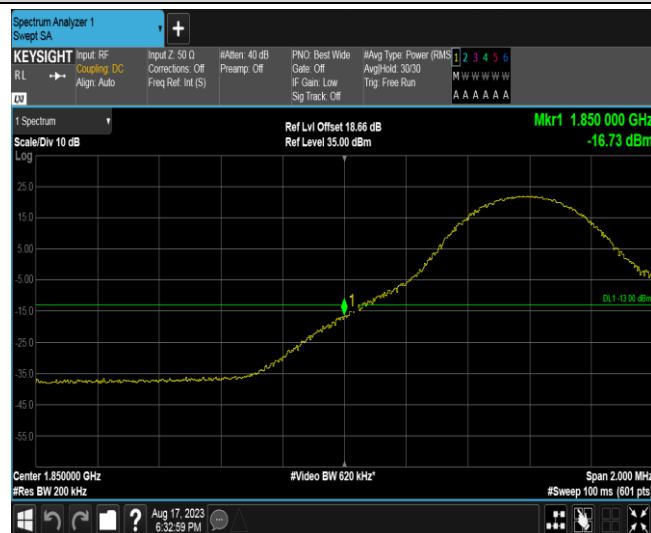 Spectrum Analyzer 1
Swept SA
+
KEYSIGHT
RL
Input: RF
Coupling: DC
Align: Auto
Input Z: 50 Ω
Corrections: Off
Freq Ref: Int (S)
#Atten: 40 dB
Preamp: Off
PNO: Best Wide
Gate: Off
IF Gain: Low
Sig Track: Off
#Avg Type: Power (RMS
Avg|Hold: 30/30
Trig: Free Run
1 2 3 4 5 6
M W W W W W
A A A A A A
1 Spectrum
Scale/Div 10 dB
Ref Lvl Offset 18.66 dB
Ref Level 35.00 dBm
Mkr1 1.850 000 GHz
-16.73 dBm
Log
25.0
15.0
5.00
-5.00
-15.0
-25.0
-35.0
-45.0
-55.0
1
DL1 -13.00 dBm
Center 1.850000 GHz
#Res BW 200 kHz
#Video BW 620 kHz*
Span 2.000 MHz
#Sweep 100 ms (601 pts)
?
Aug 17, 2023
6:32:59 PM